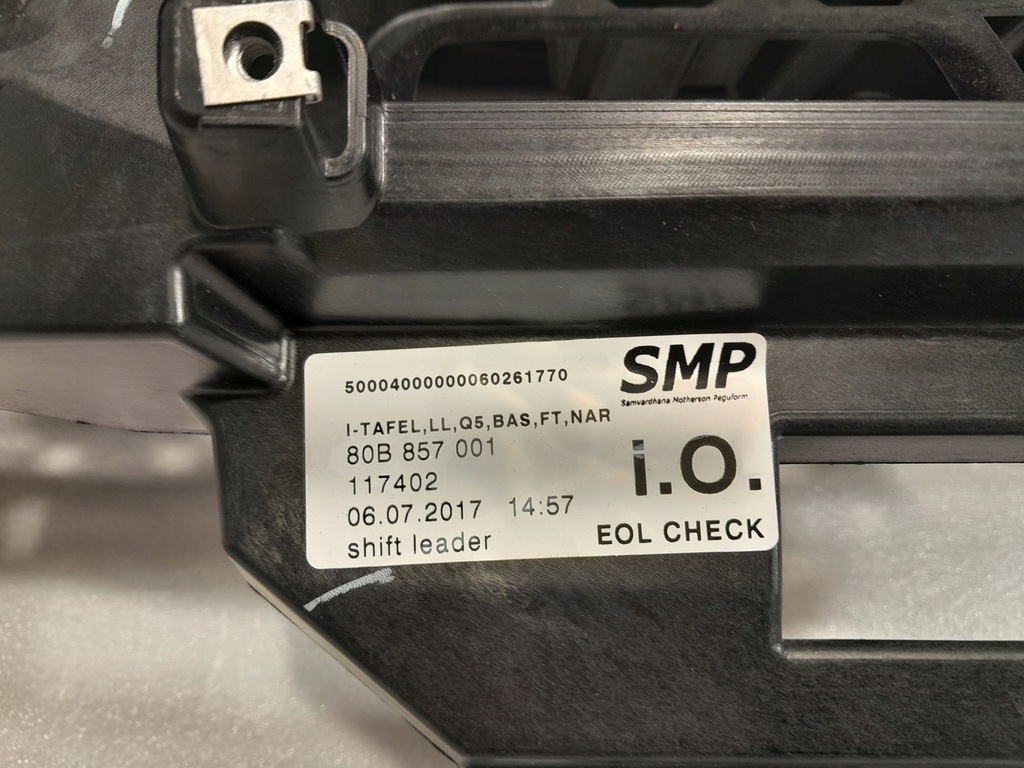 50004000000060261770
SMP
Samvardhana Motherson Peguform
I-TAFEL,LL,Q5,BAS,FT,NAR
80B 857 001
i.O.
117402
06.07.2017 14:57
shift leader
EOL CHECK